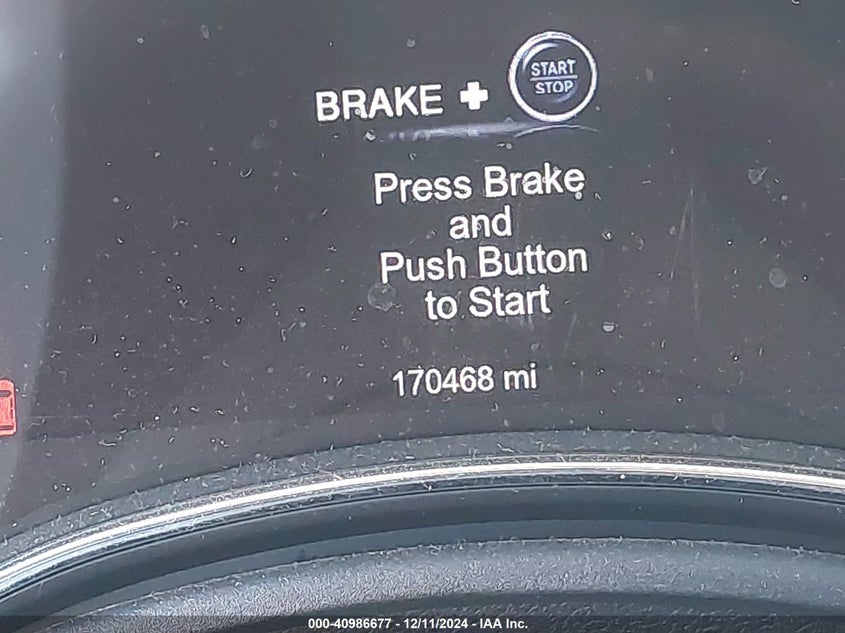 BRAKE + START
STOP
Press Brake
and
Push Button
to Start
170468 mi
000-40986677 - 12/11/2024 - IAA Inc.